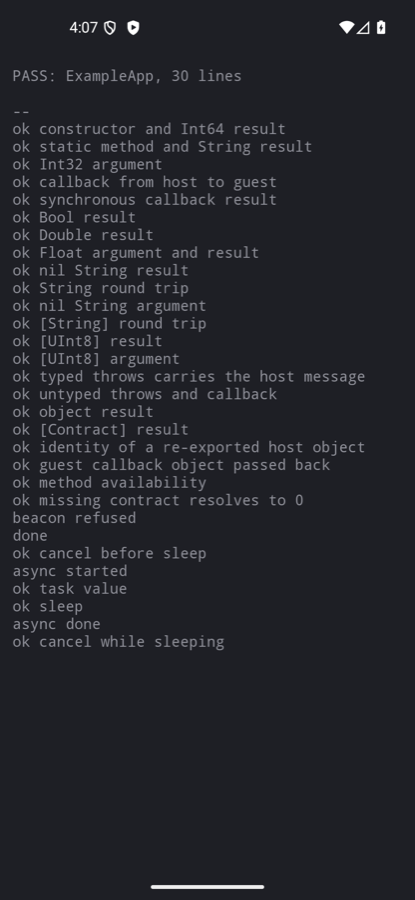 4:07
PASS: ExampleApp, 30 lines
--
ok constructor and Int64 result
ok static method and String result
ok Int32 argument
ok callback from host to guest
ok synchronous callback result
ok Bool result
ok Double result
ok Float argument and result
ok nil String result
ok String round trip
ok nil String argument
ok [String] round trip
ok [UInt8] result
ok [UInt8] argument
ok typed throws carries the host message
ok untyped throws and callback
ok object result
ok [Contract] result
ok identity of a re-exported host object
ok guest callback object passed back
ok method availability
ok missing contract resolves to 0
beacon refused
done
ok cancel before sleep
async started
ok task value
ok sleep
async done
ok cancel while sleeping